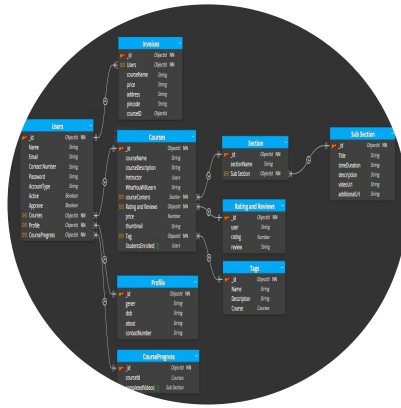 Invoices
_id ObjectId NN
Users ObjectId NN
courseName String
price String
address String
pincode String
courseID ObjectId
Users
_id ObjectId NN
Name String
Email String
Contact Number String
Password String
AccountType String
Active Boolean
Approve Boolean
Courses ObjectId NN
Profile ObjectId NN
CourseProgress ObjectId NN
Courses
_id ObjectId NN
courseName String
courseDescription String
Instructor Users
WhatYouWillLearn String
courseContent Section NN
Rating and Reviews ObjectId NN
price Number
thumbnail String
Tag ObjectId NN
StudentsEnrolled[ ] Users
Section
_id ObjectId NN
sectionName String
Sub Section ObjectId NN
Sub Section
_id ObjectId NN
Title String
timeDuration String
description String
videoUrl String
additionalUrl String
Rating and Reviews
_id ObjectId NN
user String
rating Number
review String
Tags
_id ObjectId NN
Name String
Description String
Course Courses
Profile
_id ObjectId NN
gener String
dob String
about String
contactNumber String
CourseProgress
_id ObjectId NN
courseId Courses
completedVideos[ ] Sub Section